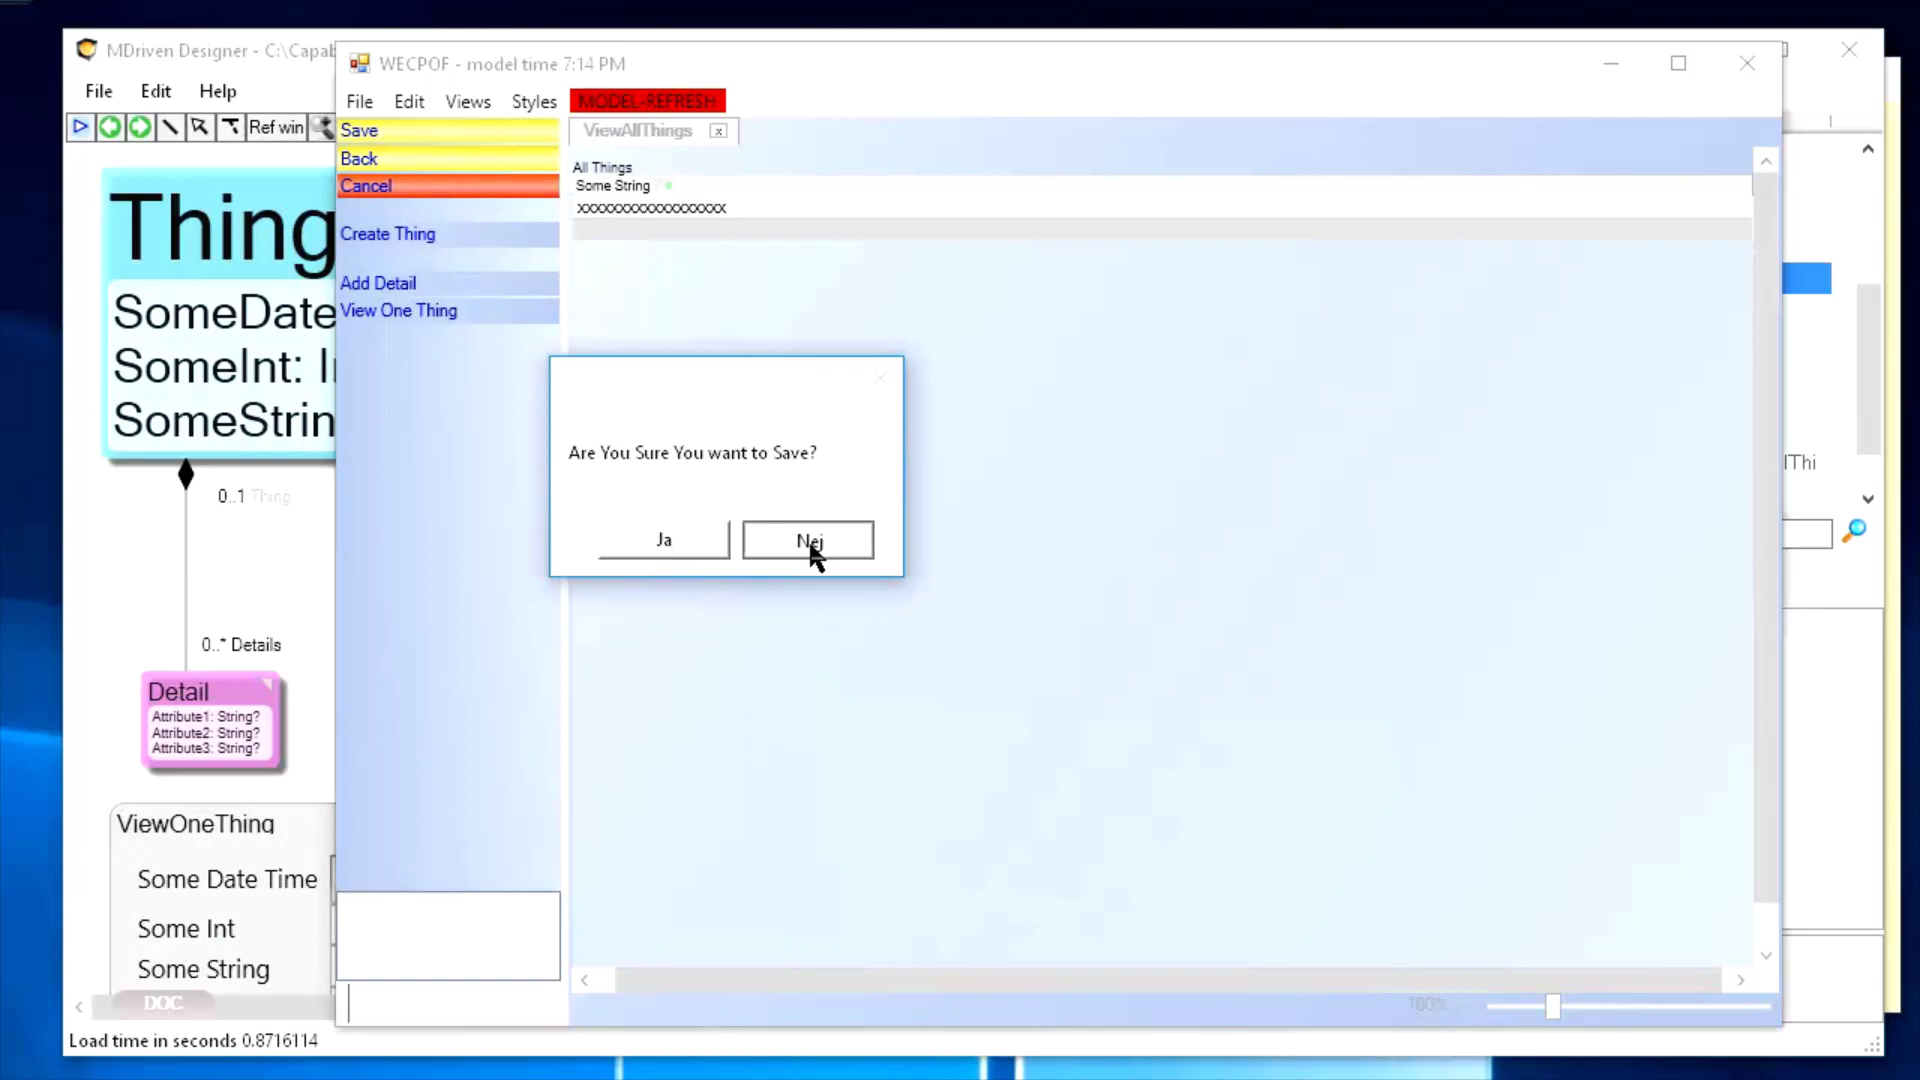 MDriven Designer - C:\Capab
File Edit Help
Ref win
Thing
SomeDate
SomeInt: I
SomeStrin
0..1 Thing
0..* Details
Detail
Attribute1: String?
Attribute2: String?
Attribute3: String?
ViewOneThing
Some Date Time
Some Int
Some String
DOC
Load time in seconds 0.8716114
WECPOF - model time 7:14 PM
File Edit Views Styles MODEL-REFRESH
Save
Back
Cancel
Create Thing
Add Detail
View One Thing
ViewAllThings x
All Things
Some String
xxxxxxxxxxxxxxxxxxx
Are You Sure You want to Save?
Ja Nej
100%
lThi